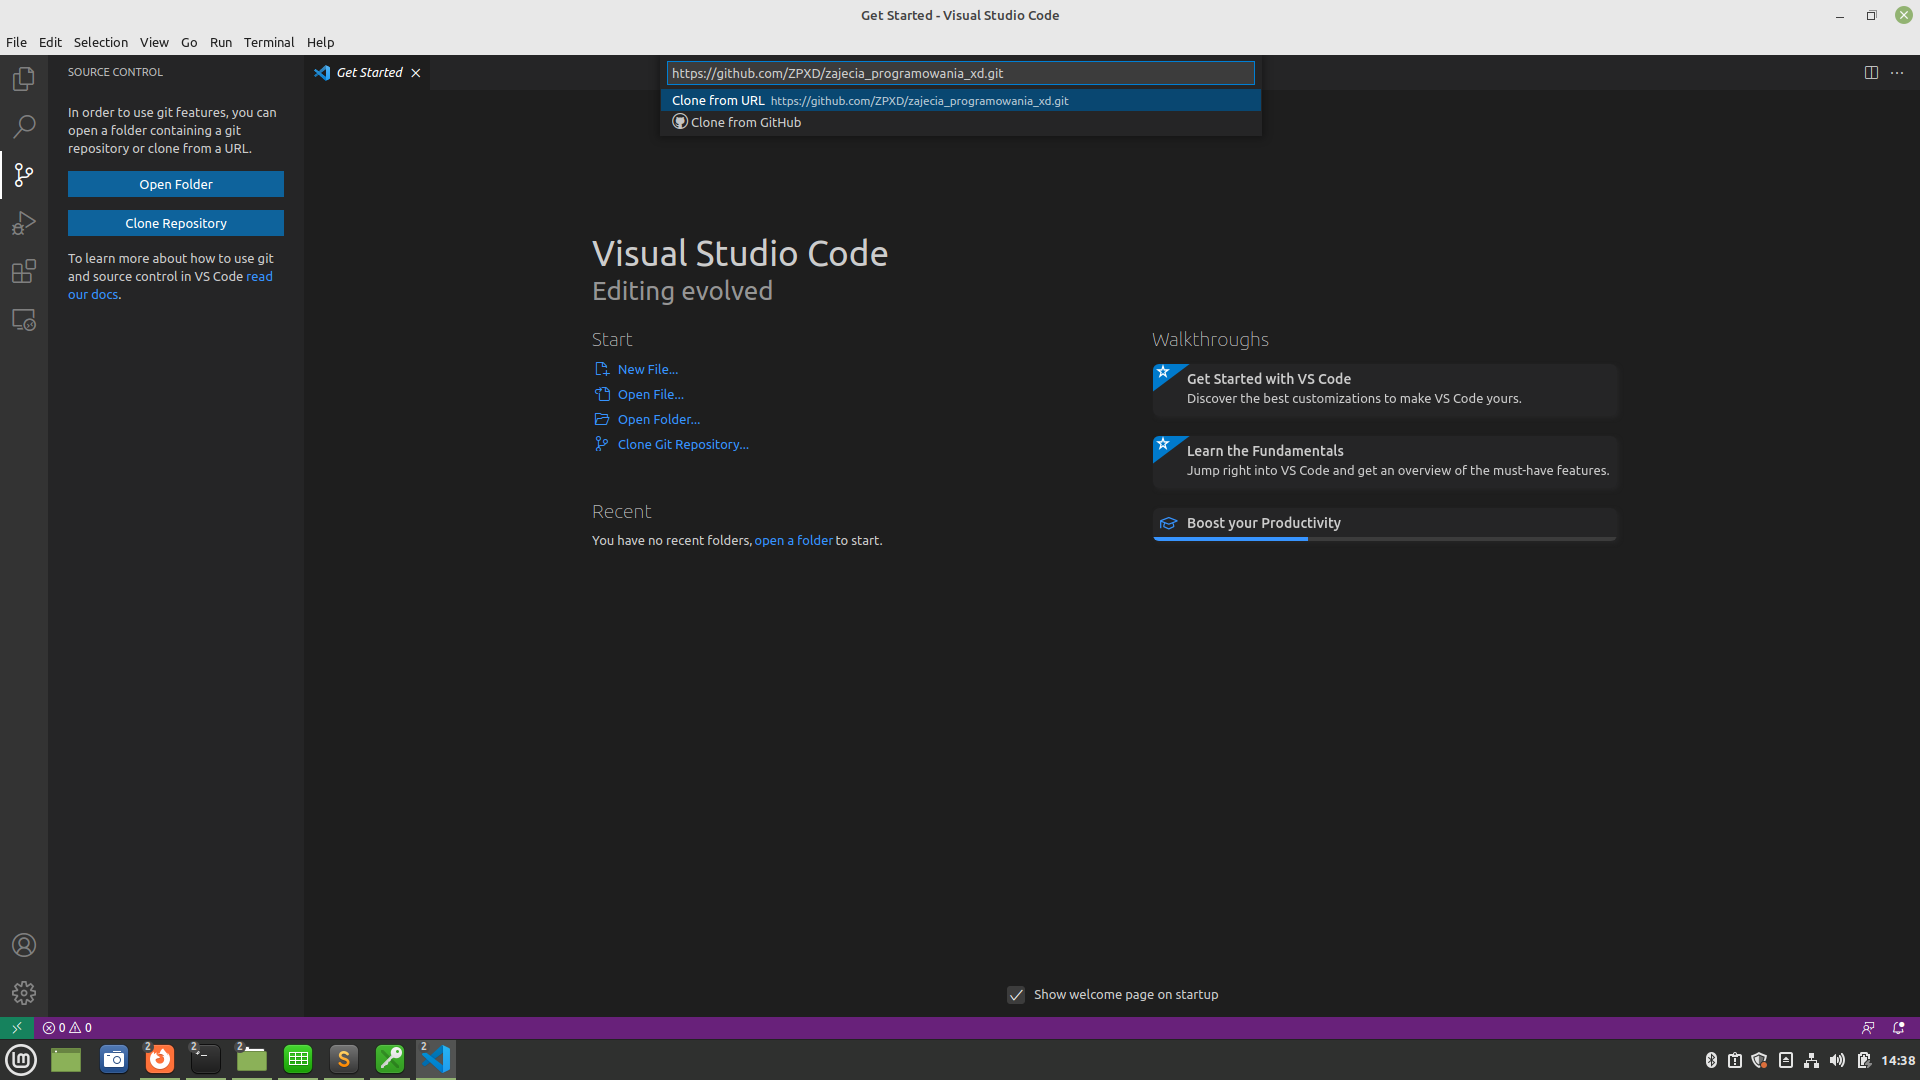 Get Started - Visual Studio Code
File Edit Selection View Go Run Terminal Help
SOURCE CONTROL
In order to use git features, you can
open a folder containing a git
repository or clone from a URL.
Open Folder
Clone Repository
To learn more about how to use git
and source control in VS Code read
our docs.
Get Started
https://github.com/ZPXD/zajecia_programowania_xd.git
Clone from URL https://github.com/ZPXD/zajecia_programowania_xd.git
Clone from GitHub
Visual Studio Code
Editing evolved
Start
New File...
Open File...
Open Folder...
Clone Git Repository...
Recent
You have no recent folders, open a folder to start.
Walkthroughs
Get Started with VS Code
Discover the best customizations to make VS Code yours.
Learn the Fundamentals
Jump right into VS Code and get an overview of the must-have features.
Boost your Productivity
Show welcome page on startup
0 0
lm
2
2
2
S
2
14:38